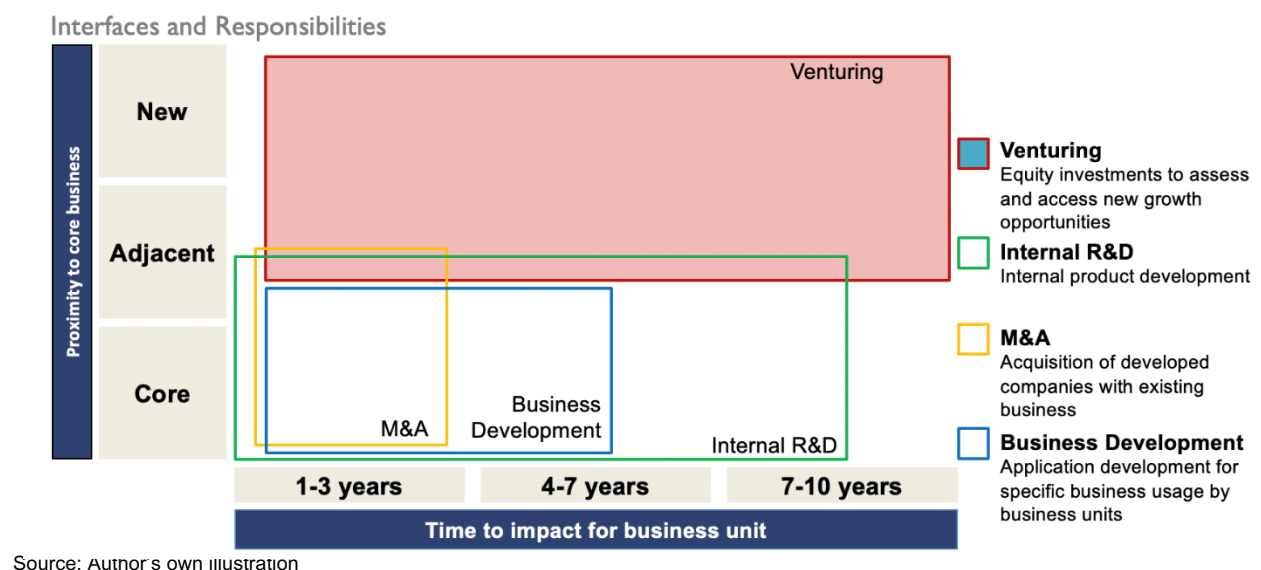 Interfaces and Responsibilities
Proximity to core business
New
Adjacent
Core
Venturing
M&A
Business
Development
Internal R&D
1-3 years
4-7 years
7-10 years
Time to impact for business unit
Venturing
Equity investments to assess
and access new growth
opportunities
Internal R&D
Internal product development
M&A
Acquisition of developed
companies with existing
business
Business Development
Application development for
specific business usage by
business units
Source: Author's own illustration